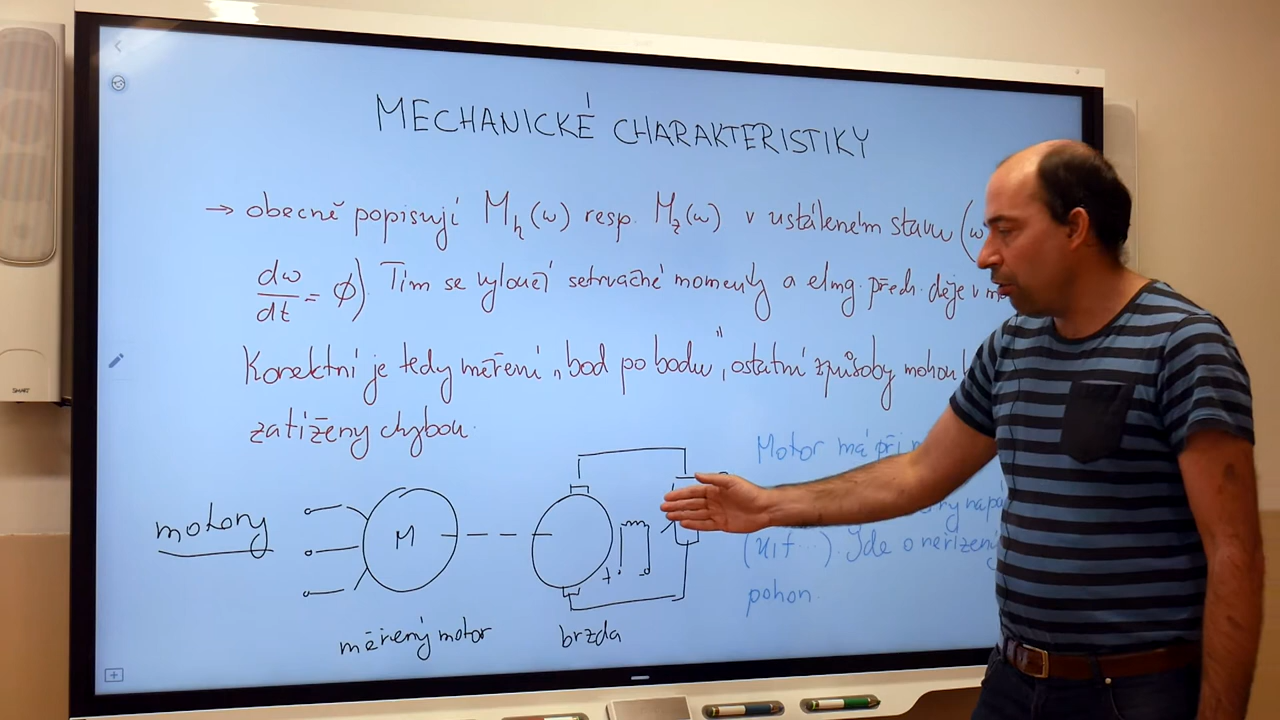 MECHANICKÉ CHARAKTERISTIKY
→ obecně popisují Mh(ω) resp. Mz(ω) v ustáleném stavu (ω
dω/dt = ϕ). Tím se vyloučí setrvačné momenty a elmg. přech. děje v
Korektní je tedy měření „bod po bodu", ostatní způsoby mohou
zatíženy chybou.
Motor má při
(U, f...). Jde o neřízený
pohon.
motory
M
+ -
měřený motor
brzda
SMART